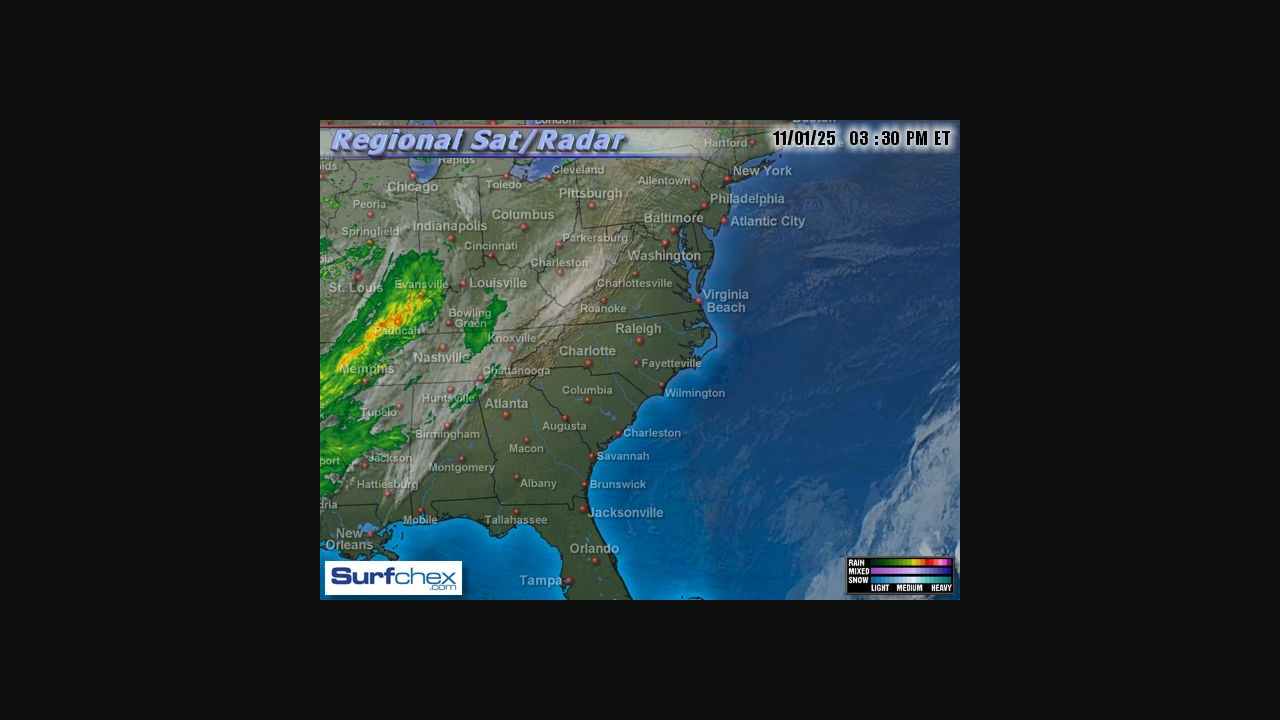 London
Boston
Regional Sat/Radar
11/01/25 03 :30 PM ET
Hartford
Rapids
Cleveland
Chicago
Toledo
Allentown
New York
Pittsburgh
Philadelphia
Peoria
Columbus
Baltimore
Atlantic City
Springfield
Indianapolis
Parkersburg
Cincinnati
Washington
Charleston
St. Louis
Evansville
Louisville
Charlottesville
Virginia
Beach
Roanoke
Bowling
Green
Paducah
Raleigh
Knoxville
Nashville
Charlotte
Fayetteville
Memphis
Chattanooga
Columbia
Wilmington
Huntsville
Atlanta
Tupelo
Augusta
Birmingham
Charleston
Macon
port
Jackson
Savannah
Montgomery
Hattiesburg
Albany
Brunswick
ria
Mobile
Tallahassee
Jacksonville
New
Orleans
Orlando
Tampa
Surfchex
.com
RAIN
MIXED
SNOW
LIGHT MEDIUM HEAVY